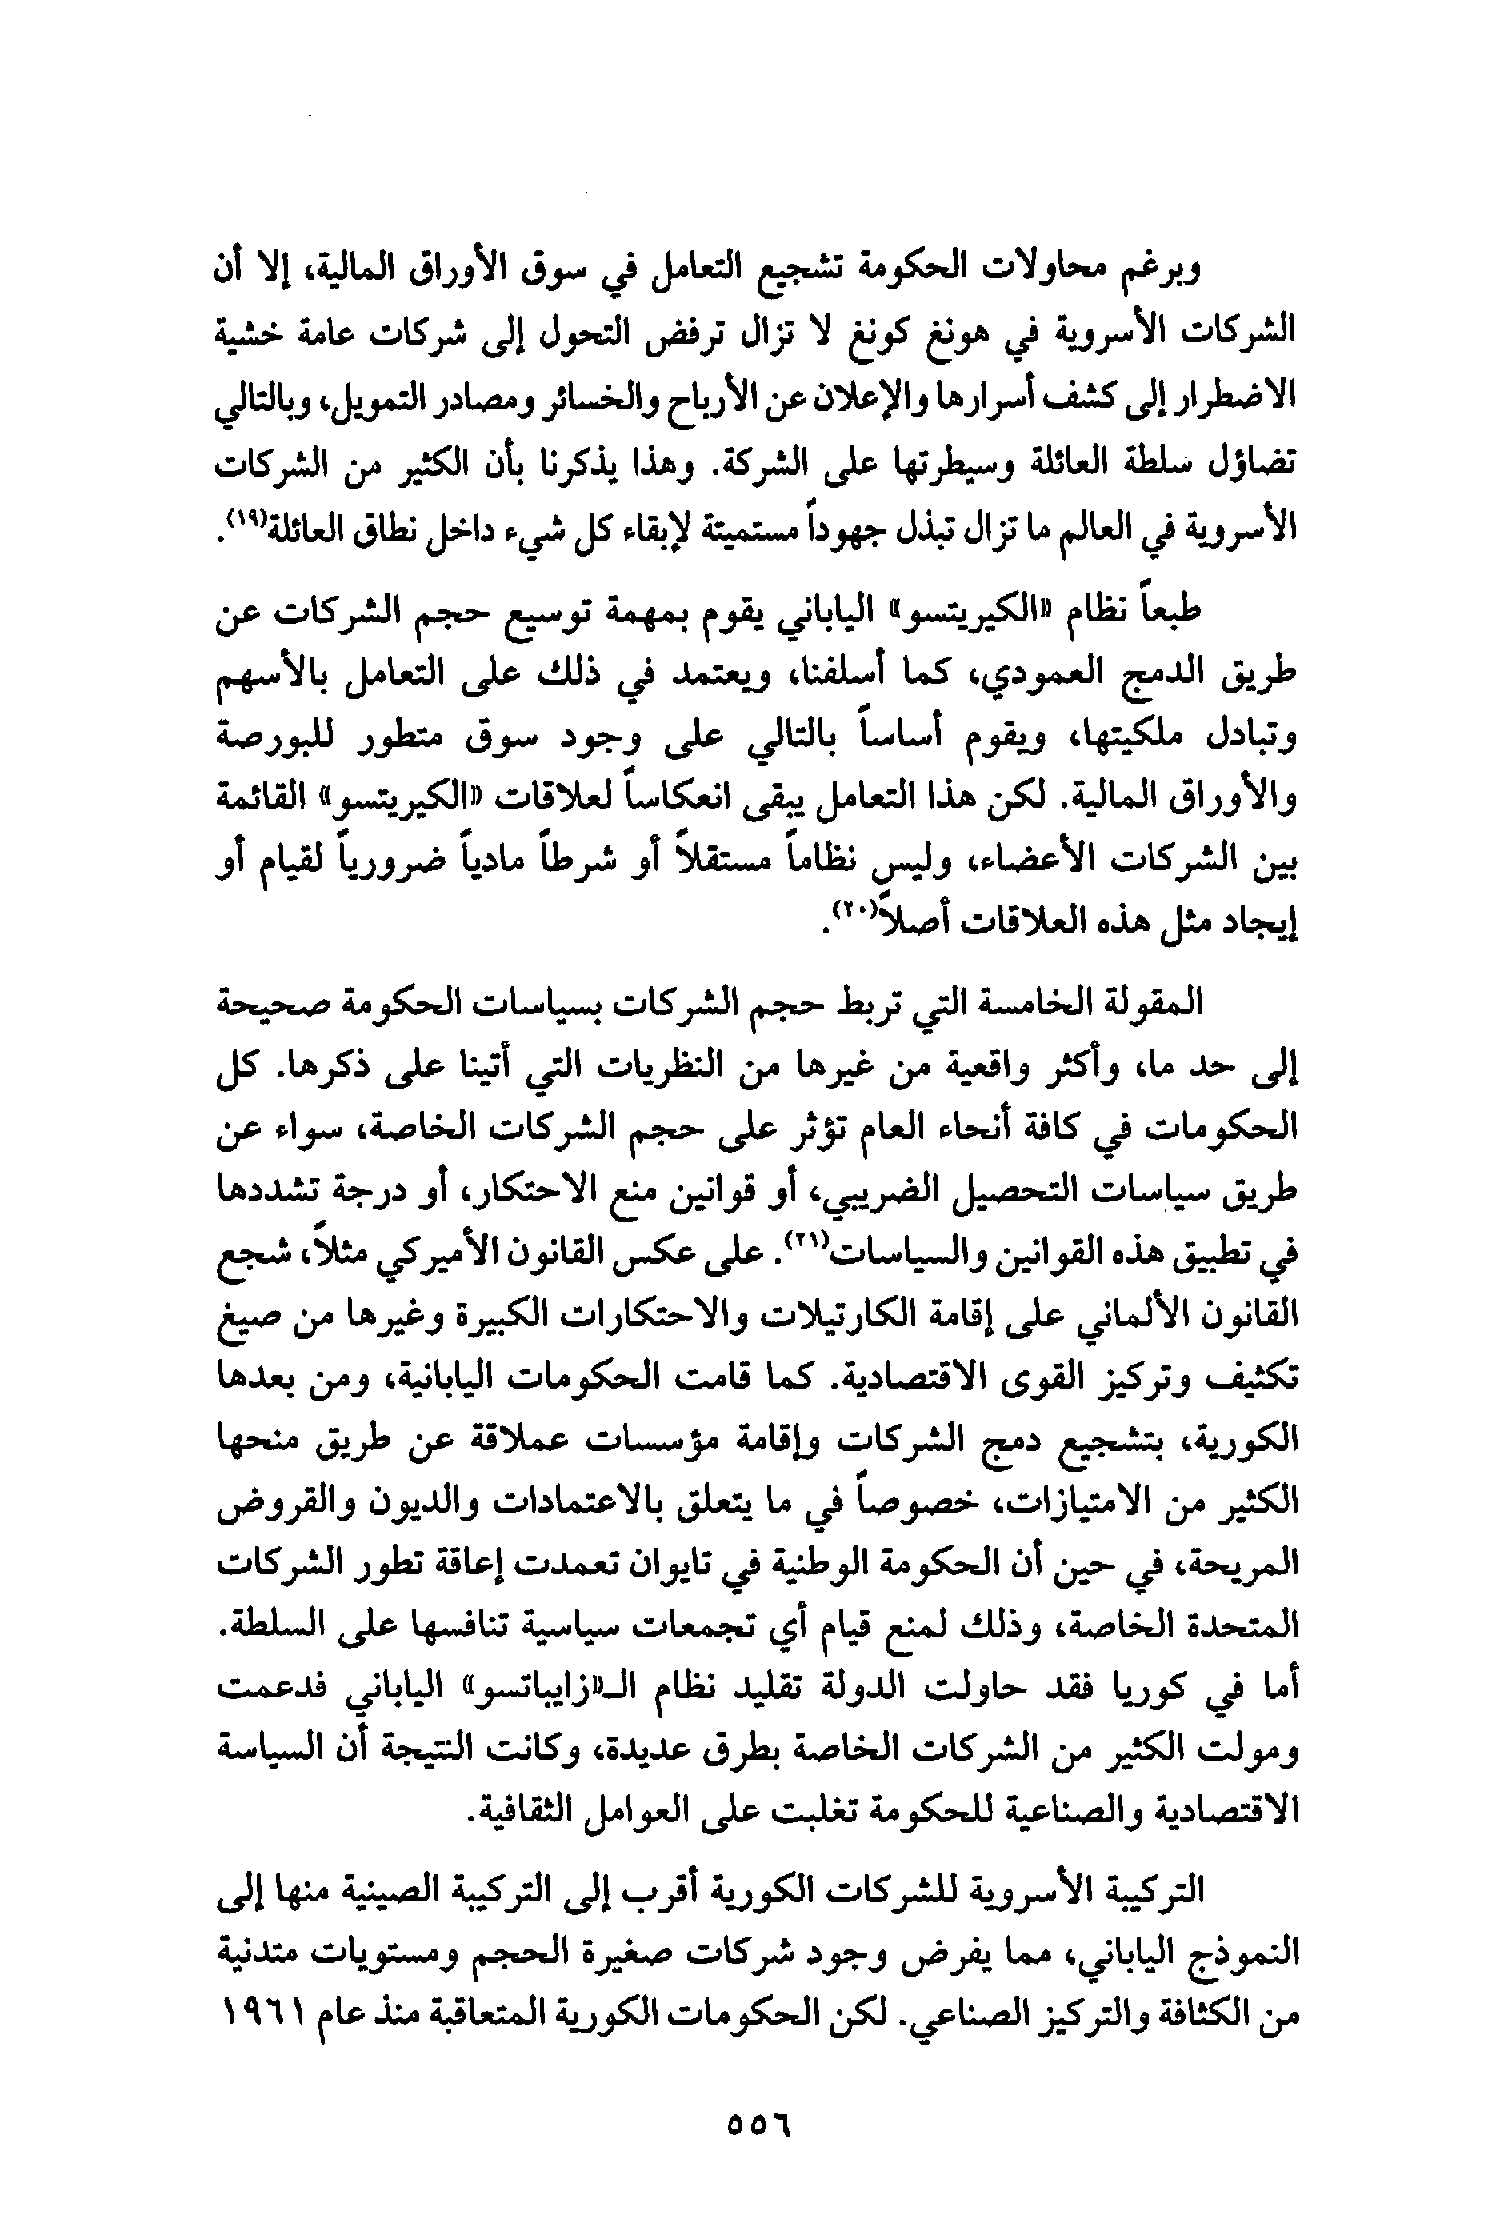 وبرغم محاولات الحكومة تشجيع التعامل في سوق الأوراق المالية، إلا أن
الشركات الأسروية في هونغ كونغ لا تزال ترفض التحول إلى شركات عامة خشية
الاضطرار إلى كشف أسرارها والإعلان عن الأرباح والخسائر ومصادر التمويل، وبالتالي
تضاؤل سلطة العائلة وسيطرتها على الشركة. وهذا يذكرنا بأن الكثير من الشركات
الأسروية في العالم ما تزال تبذل جهوداً مستميتة لإبقاء كل شيء داخل نطاق العائلة(١٩).
طبعاً نظام «الكيريتسو» الياباني يقوم بمهمة توسيع حجم الشركات عن
طريق الدمج العمودي، كما أسلفنا، ويعتمد في ذلك على التعامل بالأسهم
وتبادل ملكيتها، ويقوم أساساً بالتالي على وجود سوق متطور للبورصة
والأوراق المالية. لكن هذا التعامل يبقى انعكاساً لعلاقات «الكيريتسو» القائمة
بين الشركات الأعضاء، وليس نظاماً مستقلاً أو شرطاً مادياً ضرورياً لقيام أو
إيجاد مثل هذه العلاقات أصلاً(٢٠).
المقولة الخامسة التي تربط حجم الشركات بسياسات الحكومة صحيحة
إلى حد ما، وأكثر واقعية من غيرها من النظريات التي أتينا على ذكرها. كل
الحكومات في كافة أنحاء العام تؤثر على حجم الشركات الخاصة، سواء عن
طريق سياسات التحصيل الضريبي، أو قوانين منع الاحتكار، أو درجة تشددها
في تطبيق هذه القوانين والسياسات(٢١). على عكس القانون الأميركي مثلاً، شجع
القانون الألماني على إقامة الكارتيلات والاحتكارات الكبيرة وغيرها من صيغ
تكثيف وتركيز القوى الاقتصادية. كما قامت الحكومات اليابانية، ومن بعدها
الكورية، بتشجيع دمج الشركات وإقامة مؤسسات عملاقة عن طريق منحها
الكثير من الامتيازات، خصوصاً في ما يتعلق بالاعتمادات والديون والقروض
المريحة، في حين أن الحكومة الوطنية في تايوان تعمدت إعاقة تطور الشركات
المتحدة الخاصة، وذلك لمنع قيام أي تجمعات سياسية تنافسها على السلطة.
أما في كوريا فقد حاولت الدولة تقليد نظام الـ«زايباتسو» الياباني فدعمت
ومولت الكثير من الشركات الخاصة بطرق عديدة، وكانت النتيجة أن السياسة
الاقتصادية والصناعية للحكومة تغلبت على العوامل الثقافية.
التركيبة الأسروية للشركات الكورية أقرب إلى التركيبة الصينية منها إلى
النموذج الياباني، مما يفرض وجود شركات صغيرة الحجم ومستويات متدنية
من الكثافة والتركيز الصناعي. لكن الحكومات الكورية المتعاقبة منذ عام ١٩٦١
٥٥٦